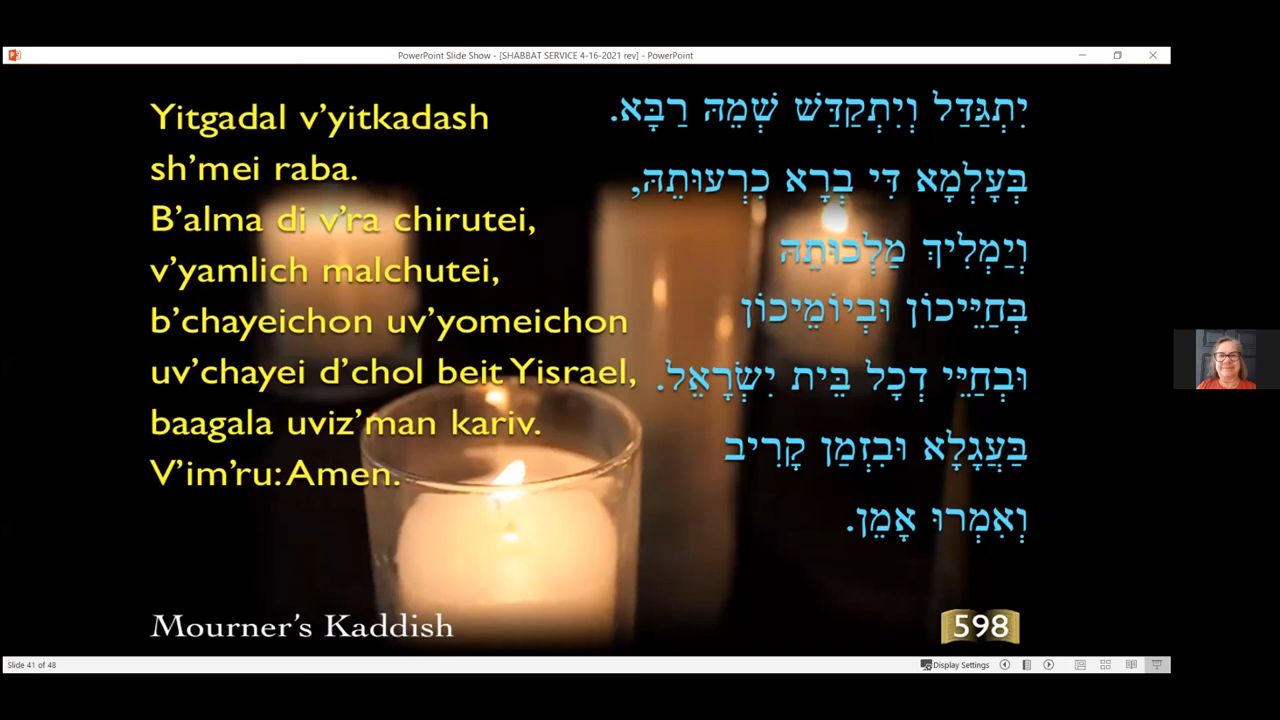 PowerPoint Slide Show - [SHABBAT SERVICE 4-16-2021 rev] - PowerPoint
Yitgadal v’yitkadash
sh’mei raba.
B’alma di v’ra chirutei,
v’yamlich malchutei,
b’chayeichon uv’yomeichon
uv’chayei d’chol beit Yisrael,
baagala uviz’man kariv.
V’im’ru: Amen.
יִתְגַּדַּל וְיִתְקַדַּשׁ שְׁמֵהּ רַבָּא.
בְּעָלְמָא דִּי בְרָא כִרְעוּתֵהּ,
וְיַמְלִיךְ מַלְכוּתֵהּ
בְּחַיֵּיכוֹן וּבְיוֹמֵיכוֹן
וּבְחַיֵּי דְכָל בֵּית יִשְׂרָאֵל.
בַּעֲגָלָא וּבִזְמַן קָרִיב
וְאִמְרוּ אָמֵן.
Mourner’s Kaddish
598
Slide 41 of 48
Display Settings